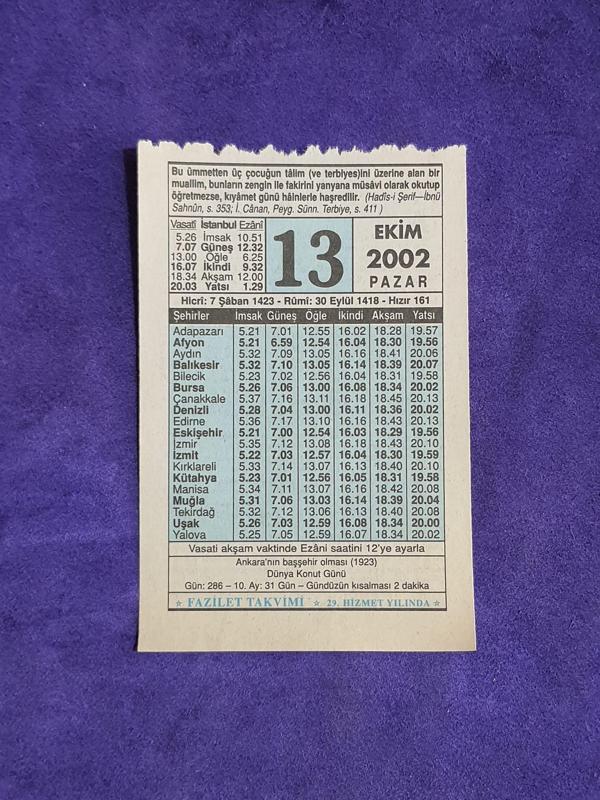 Bu ümmetten üç çocuğun tâlim (ve terbiyes)ini üzerine alan bir
muallim, bunların zengin ile fakirini yanyana müsâvi olarak okutup
öğretmezse, kıyâmet günü hâinlerle haşredilir. (Hadîs-i Şerîf—İbnü
Sahnûn, s. 353; İ. Cânan, Peyg. Sünn. Terbiye, s. 411 )
Vasatî İstanbul Ezanî
5.26 İmsak 10.51
7.07 Güneş 12.32
13.00 Öğle 6.25
16.07 İkindi 9.32
18.34 Akşam 12.00
20.03 Yatsı 1.29
13
EKİM
2002
PAZAR
Hicrî: 7 Şâban 1423 - Rûmî: 30 Eylûl 1418 - Hızır 161
Şehirler İmsak Güneş Öğle İkindi Akşam Yatsı
Adapazarı 5.21 7.01 12.55 16.02 18.28 19.57
Afyon 5.21 6.59 12.54 16.04 18.30 19.56
Aydın 5.32 7.09 13.05 16.16 18.41 20.06
Balıkesir 5.32 7.10 13.05 16.14 18.39 20.07
Bilecik 5.23 7.02 12.56 16.04 18.31 19.58
Bursa 5.26 7.06 13.00 16.08 18.34 20.02
Çanakkale 5.37 7.16 13.11 16.18 18.45 20.13
Denizli 5.28 7.04 13.00 16.11 18.36 20.02
Edirne 5.36 7.17 13.10 16.16 18.43 20.13
Eskişehir 5.21 7.00 12.54 16.03 18.29 19.56
İzmir 5.35 7.12 13.08 16.18 18.43 20.10
İzmit 5.22 7.03 12.57 16.04 18.30 19.59
Kırklareli 5.33 7.14 13.07 16.13 18.40 20.10
Kütahya 5.23 7.01 12.56 16.05 18.31 19.58
Manisa 5.34 7.11 13.07 16.16 18.42 20.08
Muğla 5.31 7.06 13.03 16.14 18.39 20.04
Tekirdağ 5.32 7.12 13.06 16.13 18.40 20.08
Uşak 5.26 7.03 12.59 16.08 18.34 20.00
Yalova 5.25 7.05 12.59 16.07 18.34 20.02
Vasati akşam vaktinde Ezâni saatini 12'ye ayarla
Ankara'nın başşehir olması (1923)
Dünya Konut Günü
Gün: 286 – 10. Ay: 31 Gün – Gündüzün kısalması 2 dakika
☆ FAZİLET TAKVİMİ ☆ 29. HİZMET YILINDA ☆